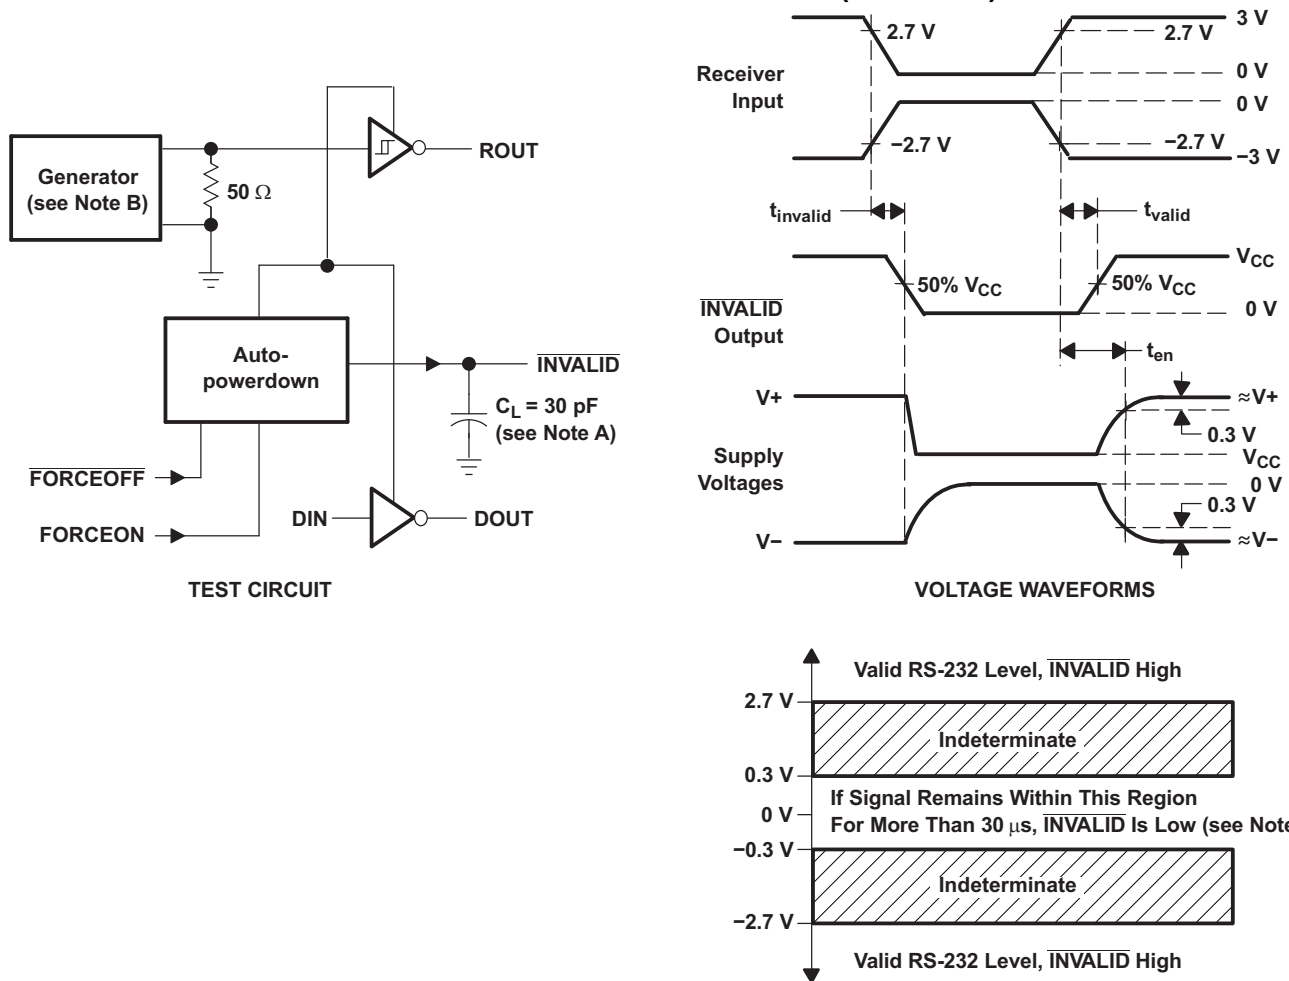 Generator
(see Note B)
50 Ω
ROUT
Auto-
powerdown
INVALID
CL = 30 pF
(see Note A)
FORCEOFF
FORCEON
DIN
DOUT
TEST CIRCUIT
Receiver
Input
2.7 V
3 V
2.7 V
0 V
0 V
−2.7 V
−2.7 V
−3 V
tinvalid
tvalid
VCC
50% VCC
50% VCC
INVALID
Output
0 V
ten
V+
≈V+
0.3 V
Supply
Voltages
VCC
0 V
0.3 V
V−
≈V−
VOLTAGE WAVEFORMS
Valid RS-232 Level, INVALID High
2.7 V
Indeterminate
0.3 V
If Signal Remains Within This Region
0 V
For More Than 30 μs, INVALID Is Low (see Note
−0.3 V
Indeterminate
−2.7 V
Valid RS-232 Level, INVALID High